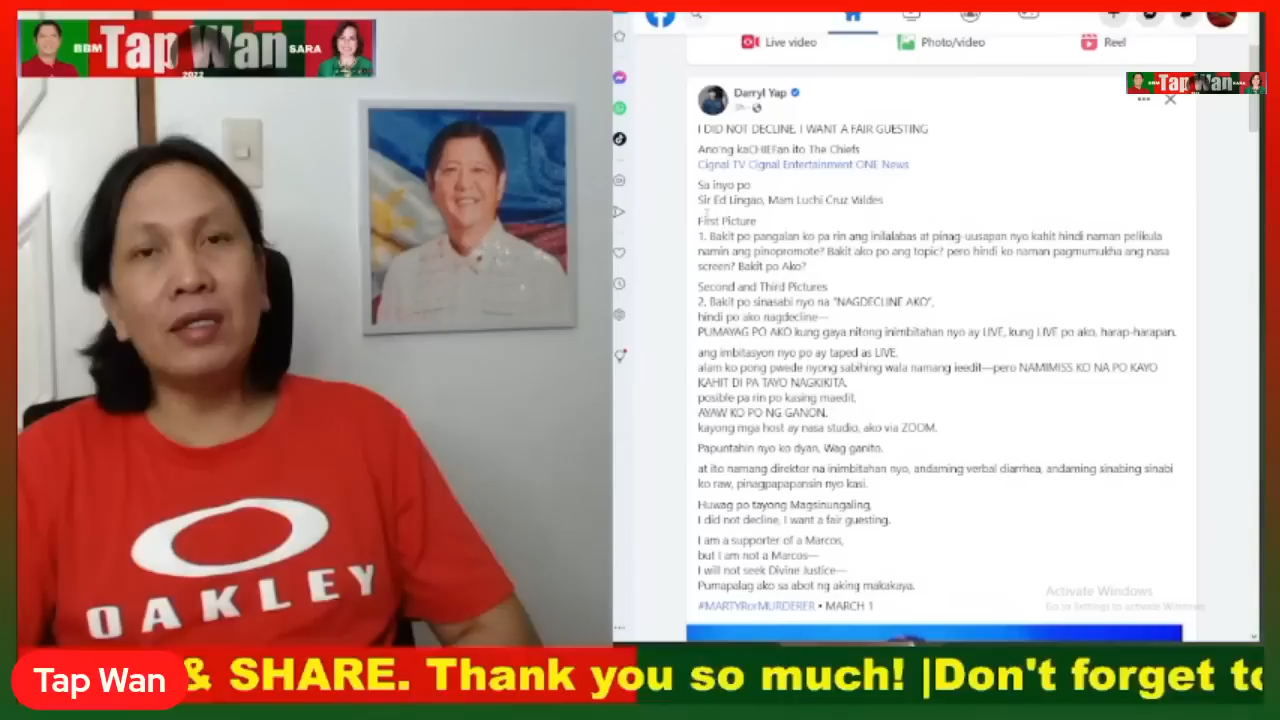 BBM Tap Wan SARA
2022
OAKLEY
Live video
Photo/video
Reel
Darryl Yap
I DID NOT DECLINE, I WANT A FAIR GUESTING
Ano'ng kaCHIEFan ito The Chiefs
Cignal TV Cignal Entertainment ONE News
Sa inyo po
Sir Ed Lingao, Mam Luchi Cruz Valdes
First Picture
1. Bakit po pangalan ko pa rin ang inilalabas at pinag-uusapan nyo kahit hindi naman pelikula
namin ang pinopromote? Bakit ako po ang topic? pero hindi ko naman pagmumukha ang nasa
screen? Bakit po Ako?
Second and Third Pictures
2. Bakit po sinasabi nyo na "NAGDECLINE AKO",
hindi po ako nagdecline—
PUMAYAG PO AKO kung gaya nitong inimbitahan nyo ay LIVE, kung LIVE po ako, harap-harapan.
ang imbitasyon nyo po ay taped as LIVE.
alam ko pong pwede nyong sabihing wala namang ieedit—pero NAMIMISS KO NA PO KAYO
KAHIT DI PA TAYO NAGKIKITA.
posible pa rin po kasing maedit.
AYAW KO PO NG GANON.
kayong mga host ay nasa studio, ako via ZOOM.
Papuntahin nyo ko dyan, Wag ganito.
at ito namang direktor na inimbitahan nyo, andaming verbal diarrhea, andaming sinabing sinabi
ko raw, pinagpapapansin nyo kasi.
Huwag po tayong Magsinungaling,
I did not decline, I want a fair guesting.
I am a supporter of a Marcos,
but I am not a Marcos—
I will not seek Divine Justice—
Pumapalag ako sa abot ng aking makakaya.
#MARTYRorMURDERER • MARCH 1
Activate Windows
Go to Settings to activate Windows.
BBM Tap Wan SARA
Tap Wan
& SHARE. Thank you so much! |Don't forget to